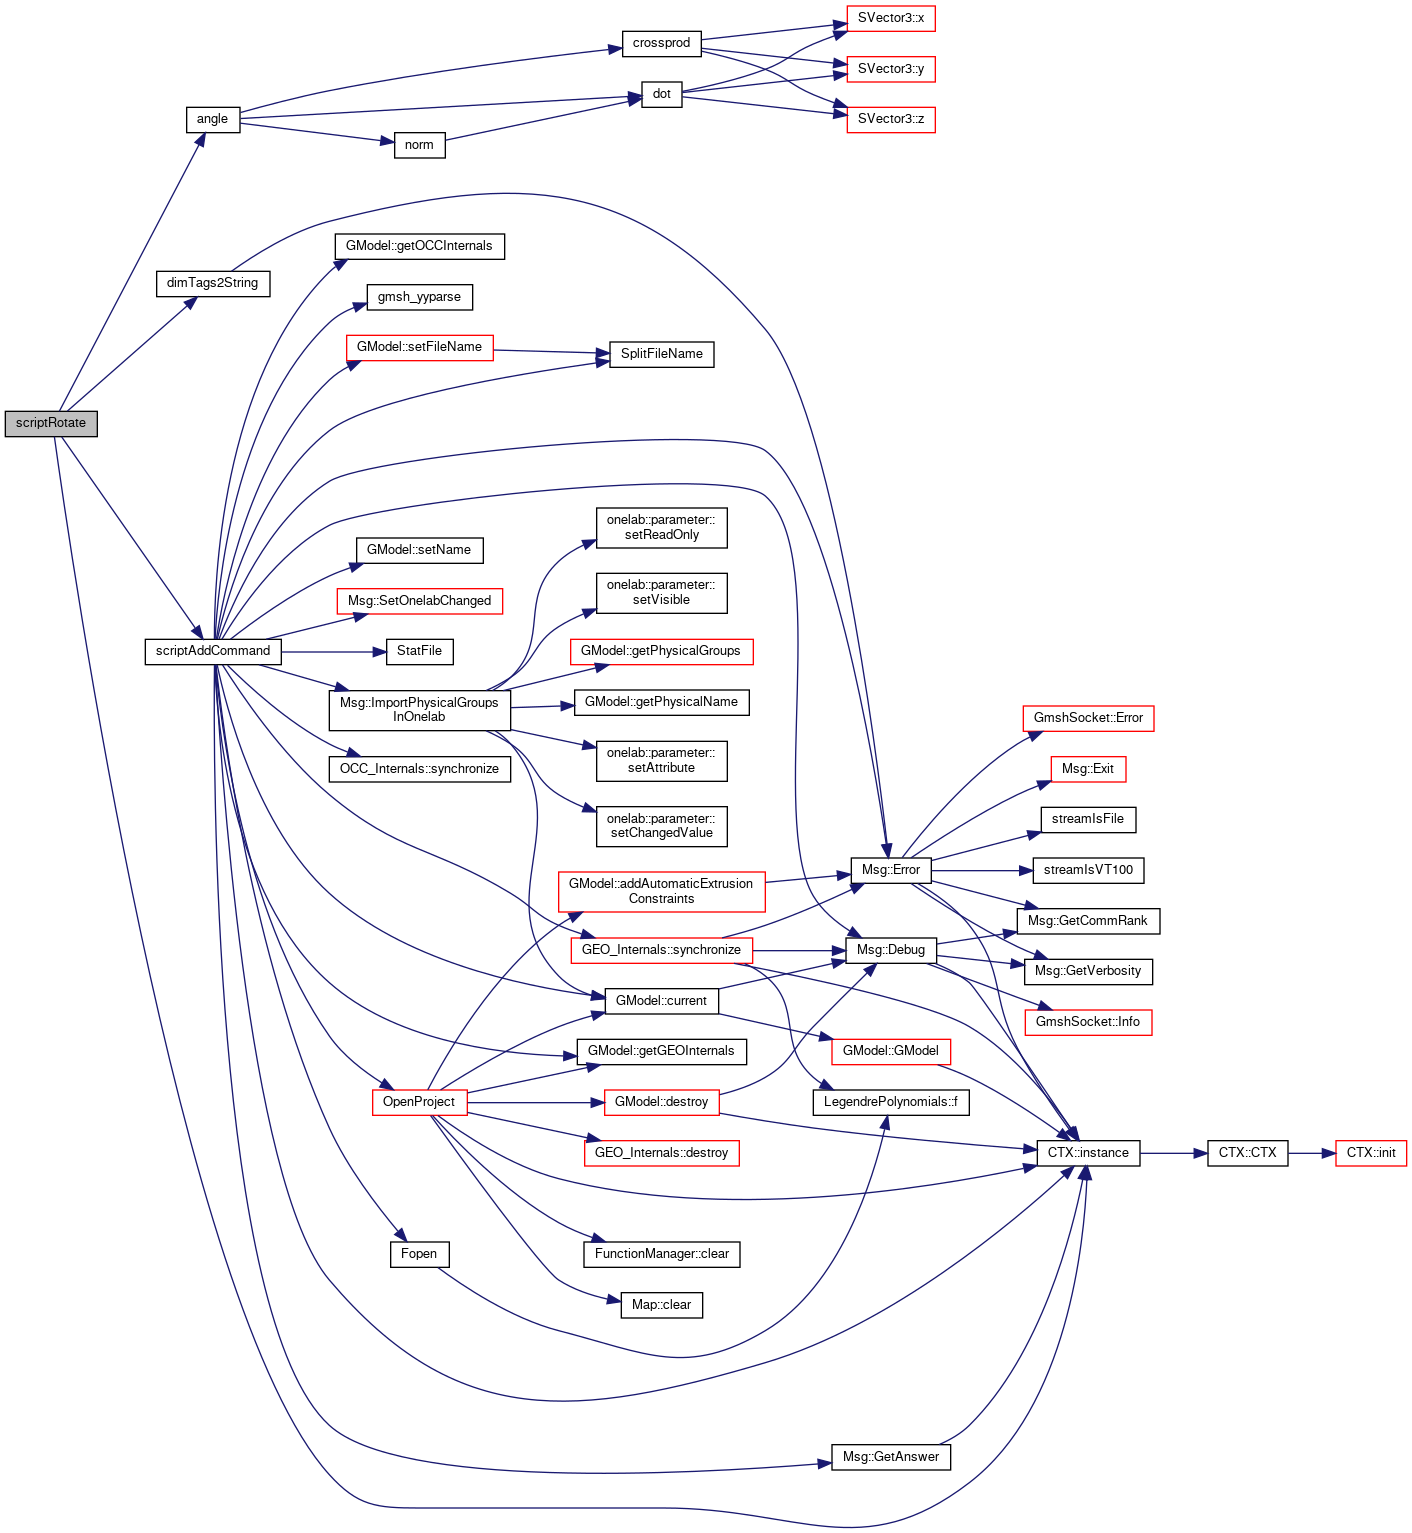 SVector3::x
crossprod
SVector3::y
dot
angle
SVector3::z
norm
GModel::getOCCInternals
dimTags2String
gmsh_yyparse
GModel::setFileName
SplitFileName
scriptRotate
onelab::parameter::
setReadOnly
GModel::setName
onelab::parameter::
setVisible
Msg::SetOnelabChanged
scriptAddCommand
StatFile
GModel::getPhysicalGroups
Msg::ImportPhysicalGroups
InOnelab
GModel::getPhysicalName
GmshSocket::Error
onelab::parameter::
setAttribute
OCC_Internals::synchronize
Msg::Exit
onelab::parameter::
setChangedValue
streamIsFile
Msg::Error
streamIsVT100
GModel::addAutomaticExtrusion
Constraints
Msg::GetCommRank
GEO_Internals::synchronize
Msg::Debug
Msg::GetVerbosity
GModel::current
GmshSocket::Info
GModel::getGEOInternals
GModel::GModel
OpenProject
GModel::destroy
LegendrePolynomials::f
GEO_Internals::destroy
CTX::instance
CTX::CTX
CTX::init
Fopen
FunctionManager::clear
Map::clear
Msg::GetAnswer